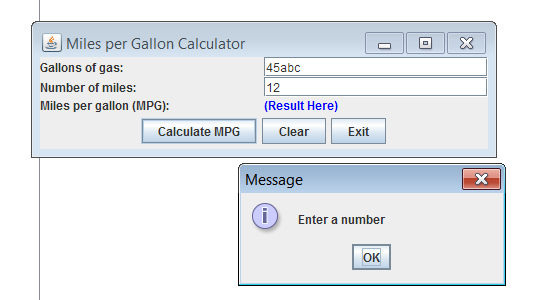 Miles per Gallon Calculator
Gallons of gas: 45abc
Number of miles: 12
Miles per gallon (MPG): (Result Here)
Calculate MPG Clear Exit
Message
Enter a number
OK